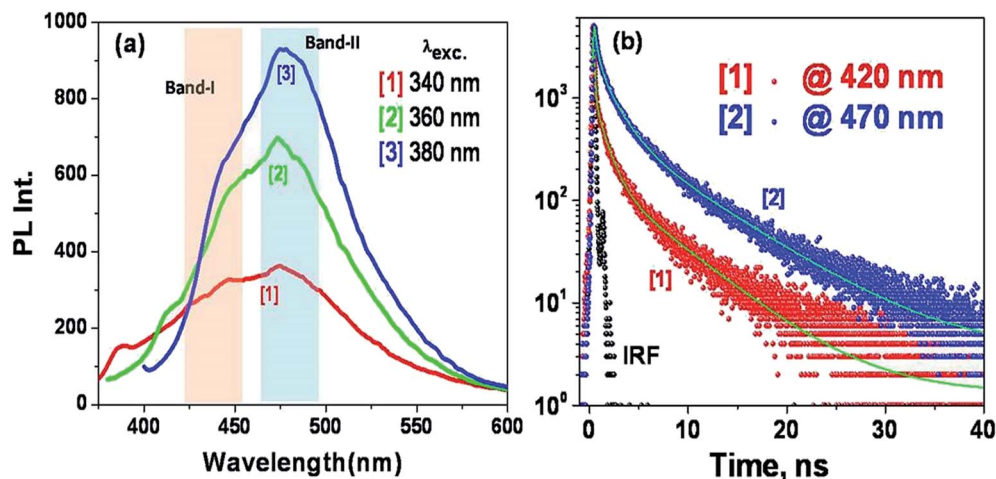 (a)
Band-I
Band-II
λexc.
[1] 340 nm
[2] 360 nm
[3] 380 nm
[3]
[2]
[1]
PL Int.
1000
800
600
400
200
0
400 450 500 550 600
Wavelength(nm)
(b)
[1] • @ 420 nm
[2] • @ 470 nm
[2]
[1]
IRF
10³
10²
10¹
10⁰
0 10 20 30 40
Time, ns